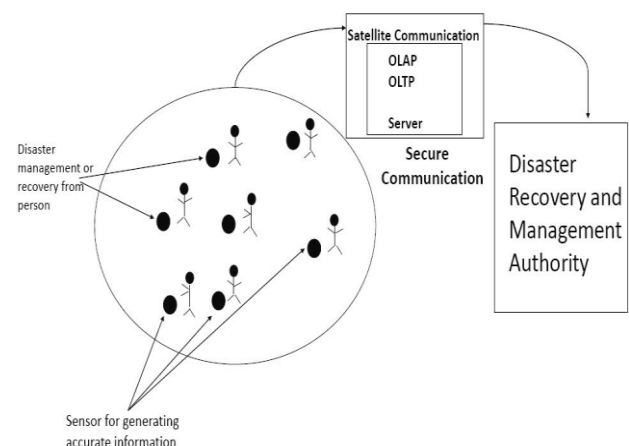 Satellite Communication
OLAP
OLTP
Server
Secure
Communication
Disaster
management or
recovery from
person
Disaster
Recovery and
Management
Authority
Sensor for generating
accurate information